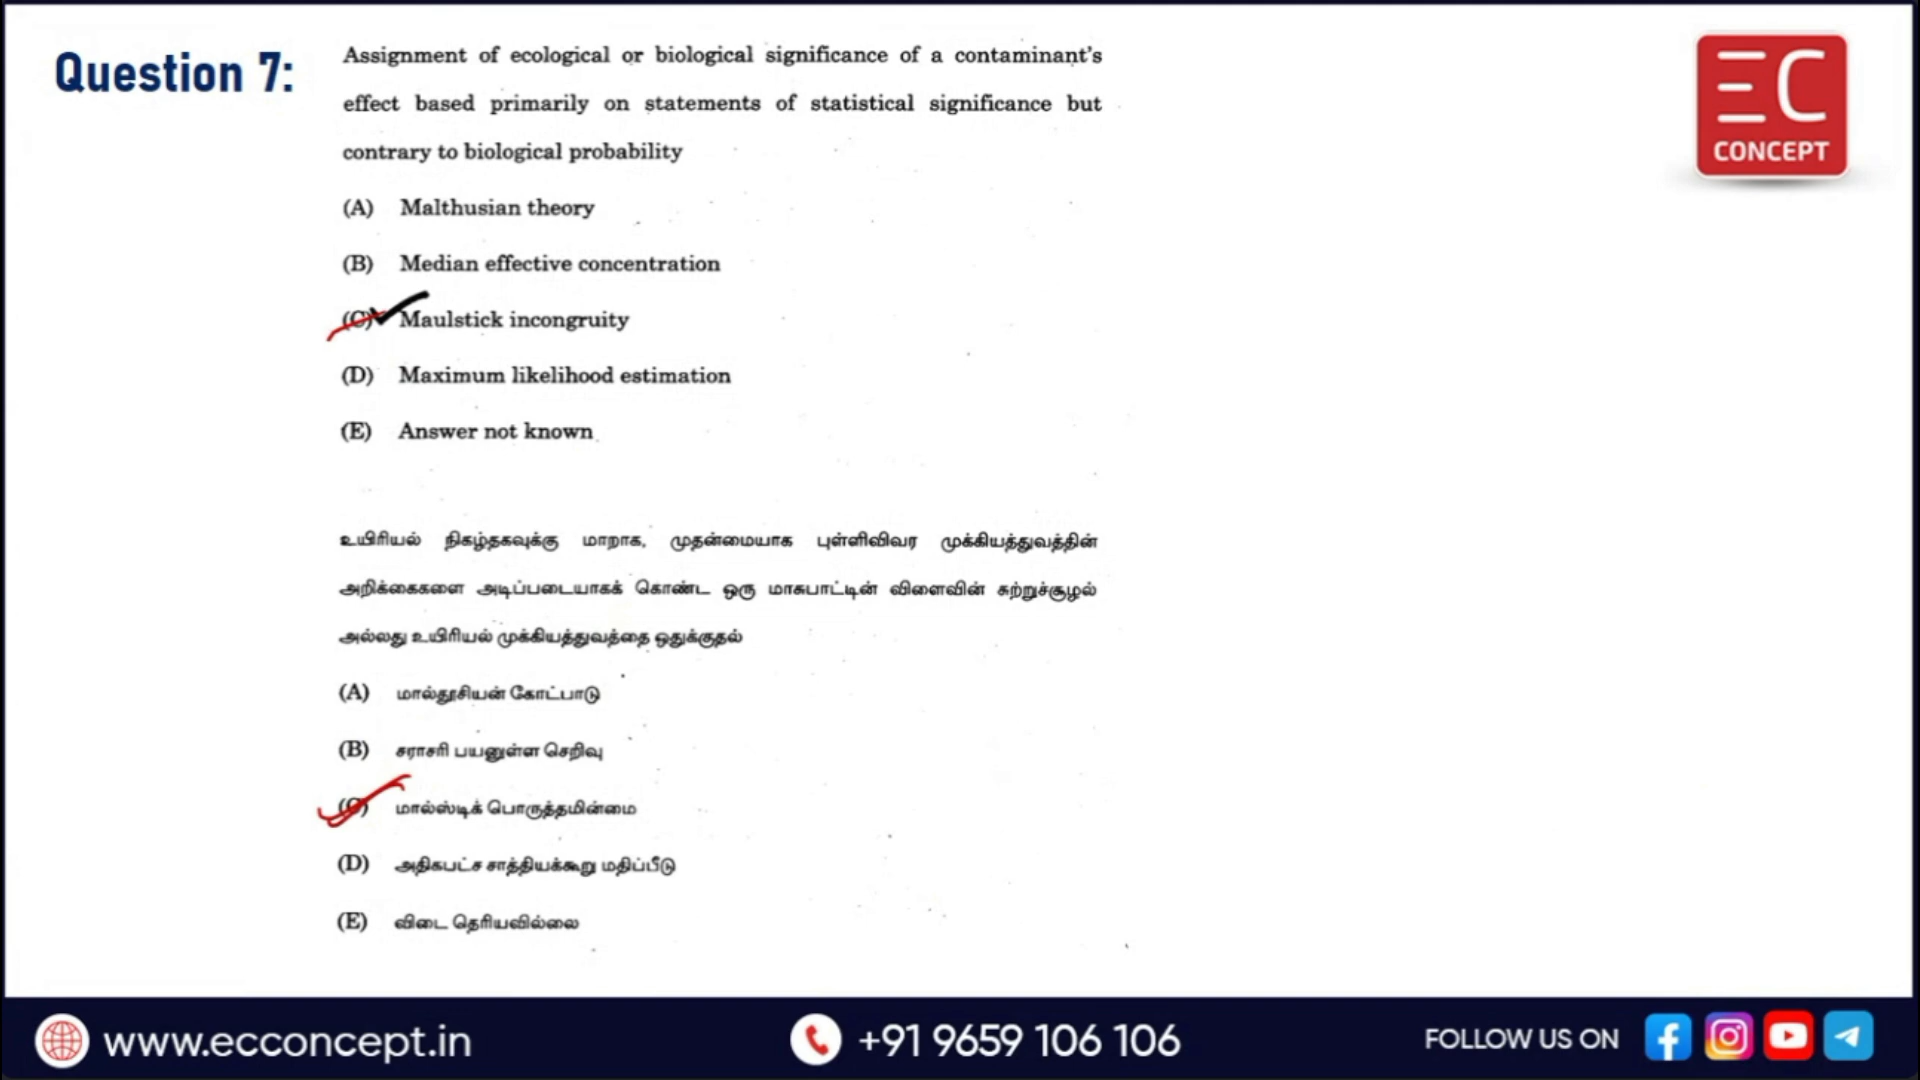 Question 7:
Assignment of ecological or biological significance of a contaminant's
effect based primarily on statements of statistical significance but
contrary to biological probability
(A) Malthusian theory
(B) Median effective concentration
(C) Maulstick incongruity
(D) Maximum likelihood estimation
(E) Answer not known
உயிரியல் நிகழ்தகவுக்கு மாறாக, முதன்மையாக புள்ளிவிவர முக்கியத்துவத்தின்
அறிக்கைகளை அடிப்படையாகக் கொண்ட ஒரு மாசுபாட்டின் விளைவின் சுற்றுச்சூழல்
அல்லது உயிரியல் முக்கியத்துவத்தை ஒதுக்குதல்
(A) மால்தூசியன் கோட்பாடு
(B) சராசரி பயனுள்ள செறிவு
(C) மால்ஸ்டிக் பொருத்தமின்மை
(D) அதிகபட்ச சாத்தியக்கூறு மதிப்பீடு
(E) விடை தெரியவில்லை
EC
CONCEPT
www.ecconcept.in
+91 9659 106 106
FOLLOW US ON